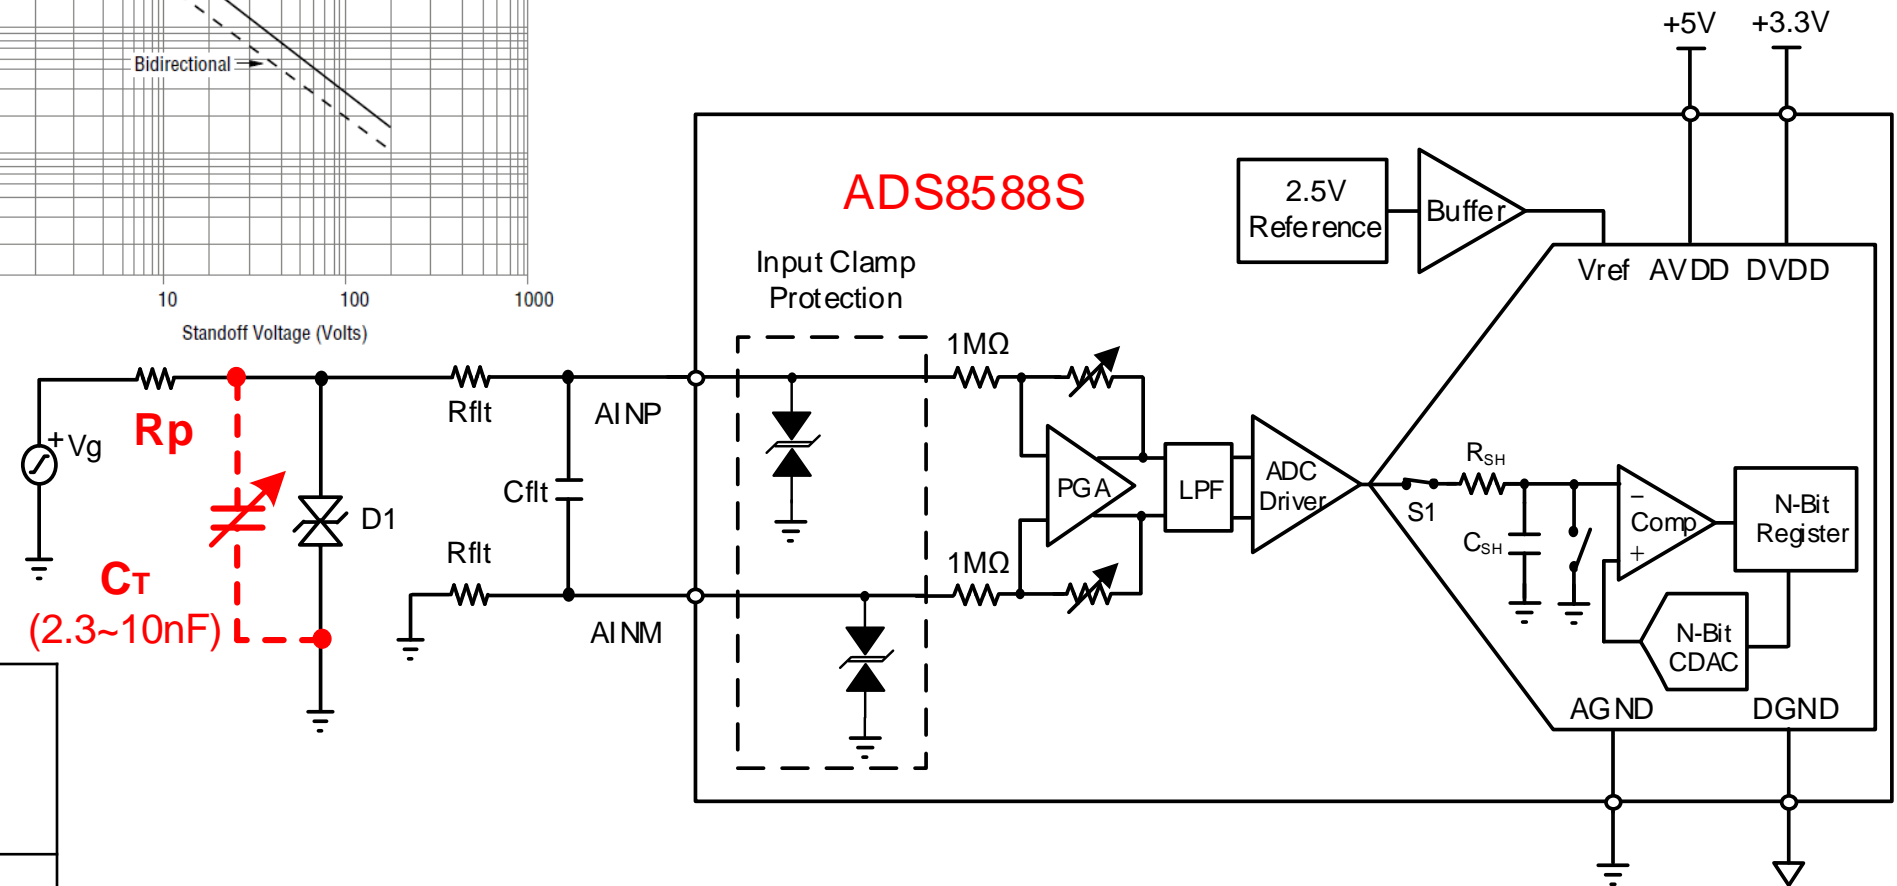 Bidirectional
10
100
1000
Standoff Voltage (Volts)
+5V
+3.3V
ADS8588S
2.5V
Reference
Buffer
Vref
AVDD
DVDD
Input Clamp
Protection
1MΩ
Rp
Rflt
AINP
+
Vg
Cflt
D1
PGA
LPF
ADC
Driver
S1
RSH
CSH
−
Comp
+
N-Bit
Register
N-Bit
CDAC
CT
(2.3~10nF)
Rflt
1MΩ
AINM
AGND
DGND